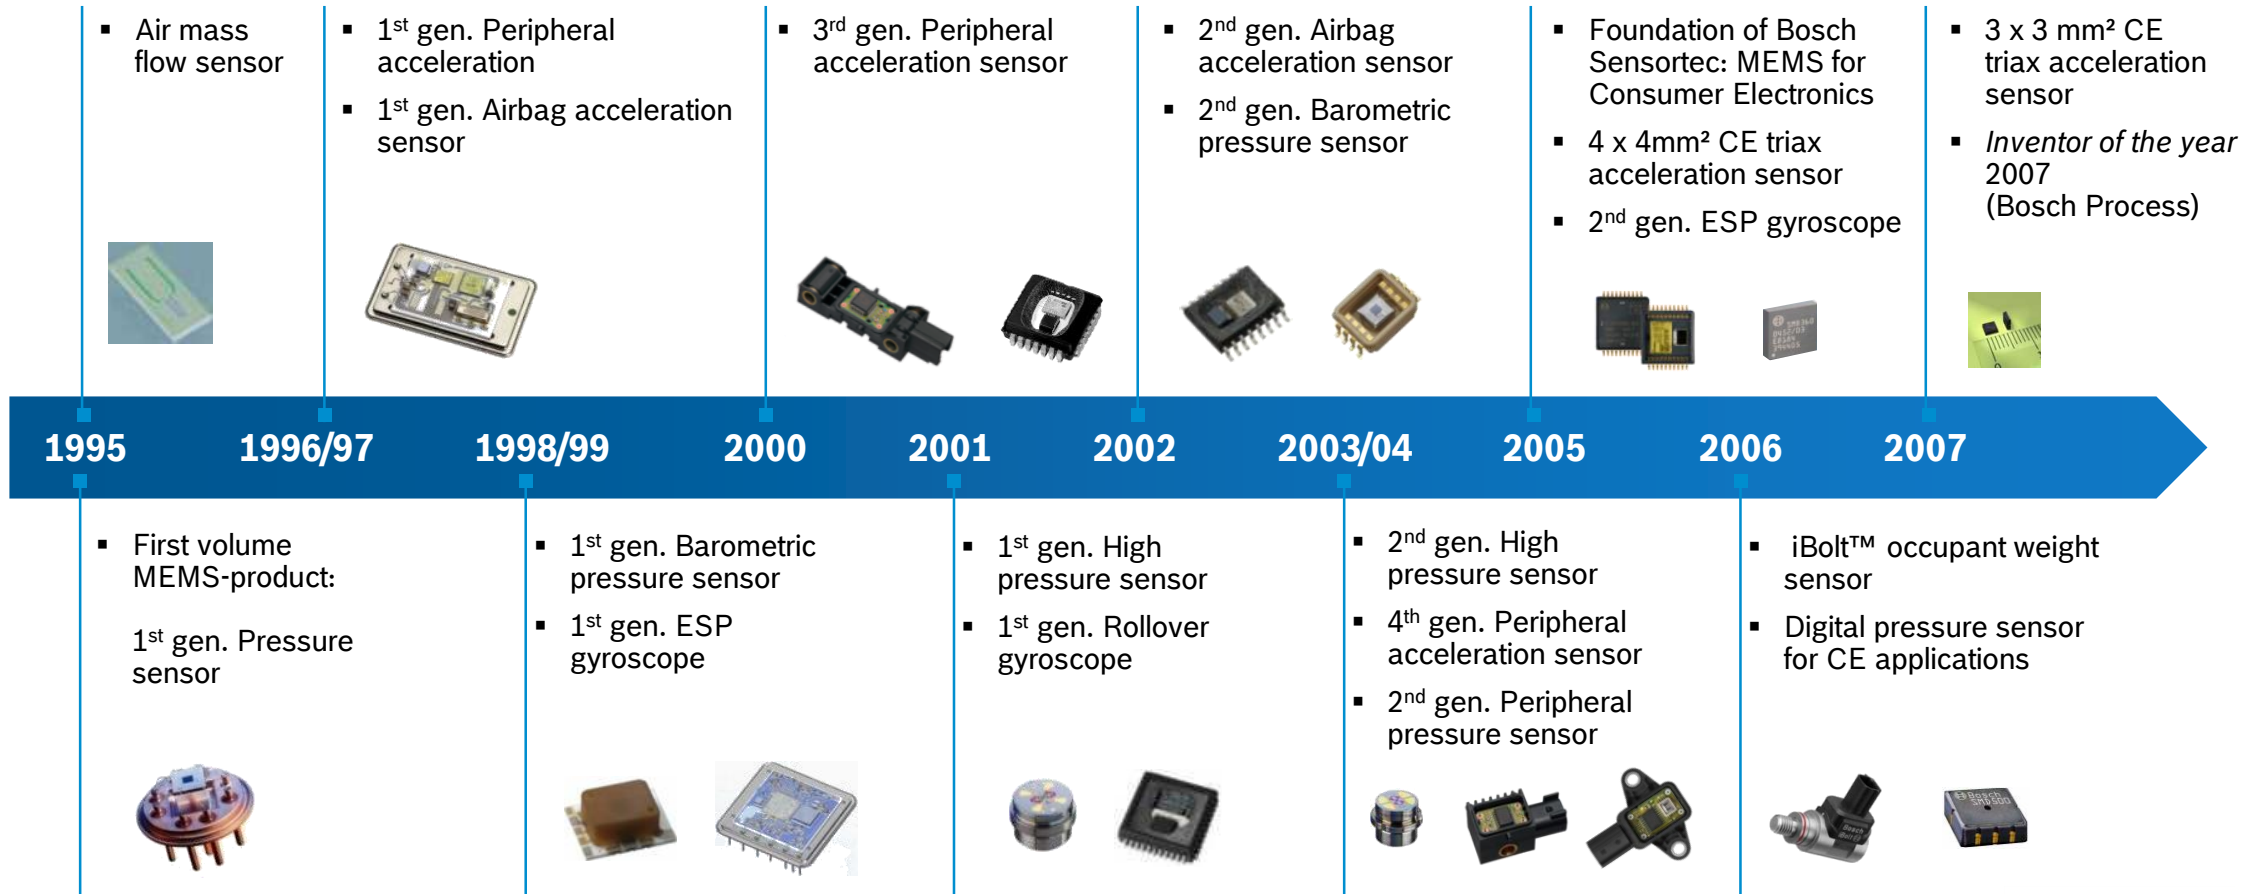 ▪ Air mass
flow sensor
▪ 1st gen. Peripheral
acceleration
▪ 1st gen. Airbag acceleration
sensor
▪ 3rd gen. Peripheral
acceleration sensor
▪ 2nd gen. Airbag
acceleration sensor
▪ 2nd gen. Barometric
pressure sensor
▪ Foundation of Bosch
Sensortec: MEMS for
Consumer Electronics
▪ 4 x 4mm² CE triax
acceleration sensor
▪ 2nd gen. ESP gyroscope
▪ 3 x 3 mm² CE
triax acceleration
sensor
▪ Inventor of the year
2007
(Bosch Process)
SMB360
1995
1996/97
1998/99
2000
2001
2002
2003/04
2005
2006
2007
▪ First volume
MEMS-product:
1st gen. Pressure
sensor
▪ 1st gen. Barometric
pressure sensor
▪ 1st gen. ESP
gyroscope
▪ 1st gen. High
pressure sensor
▪ 1st gen. Rollover
gyroscope
▪ 2nd gen. High
pressure sensor
▪ 4th gen. Peripheral
acceleration sensor
▪ 2nd gen. Peripheral
pressure sensor
▪ iBolt™ occupant weight
sensor
▪ Digital pressure sensor
for CE applications
Bosch
iBolt
Bosch
SMD500